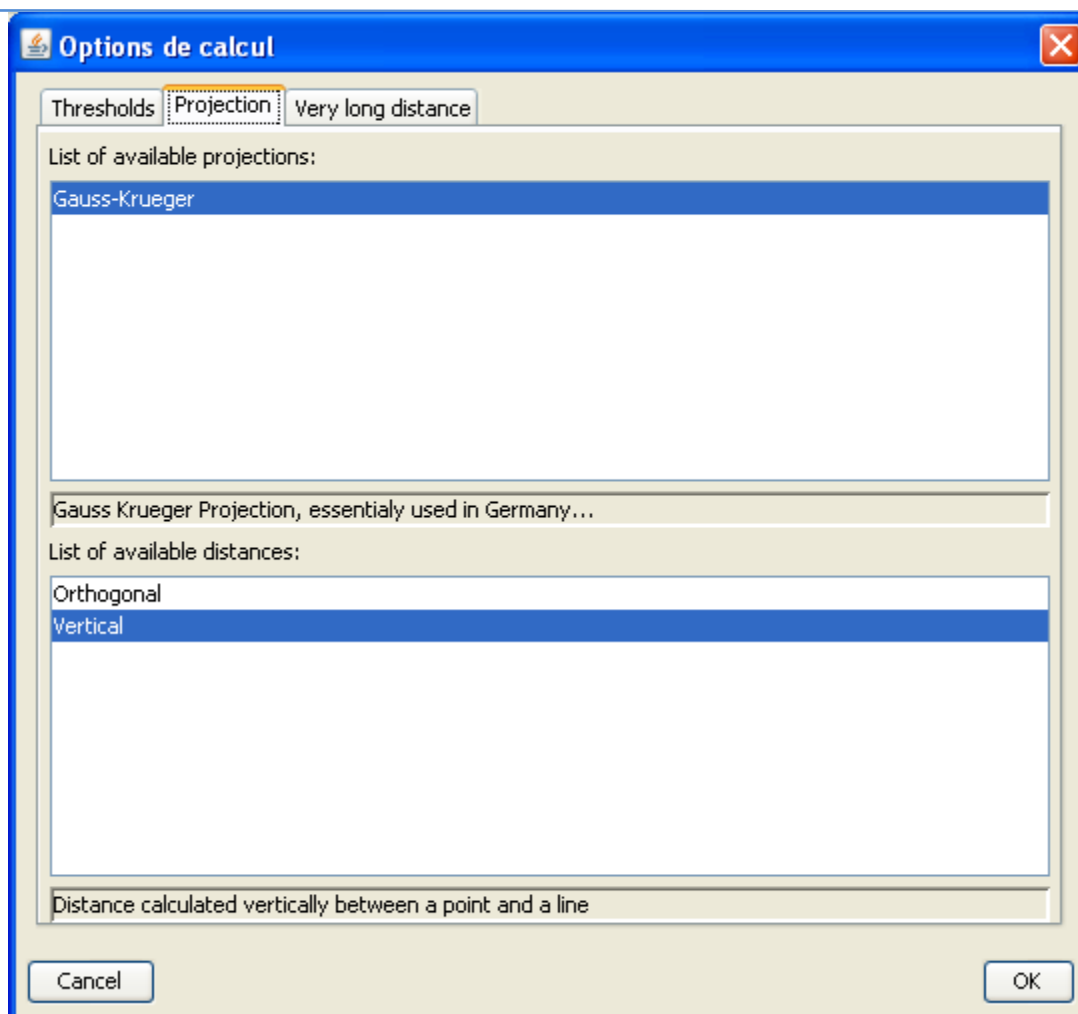 Options de calcul
Thresholds Projection Very long distance
List of available projections:
Gauss-Krueger
Gauss Krueger Projection, essentialy used in Germany...
List of available distances:
Orthogonal
Vertical
Distance calculated vertically between a point and a line
Cancel OK